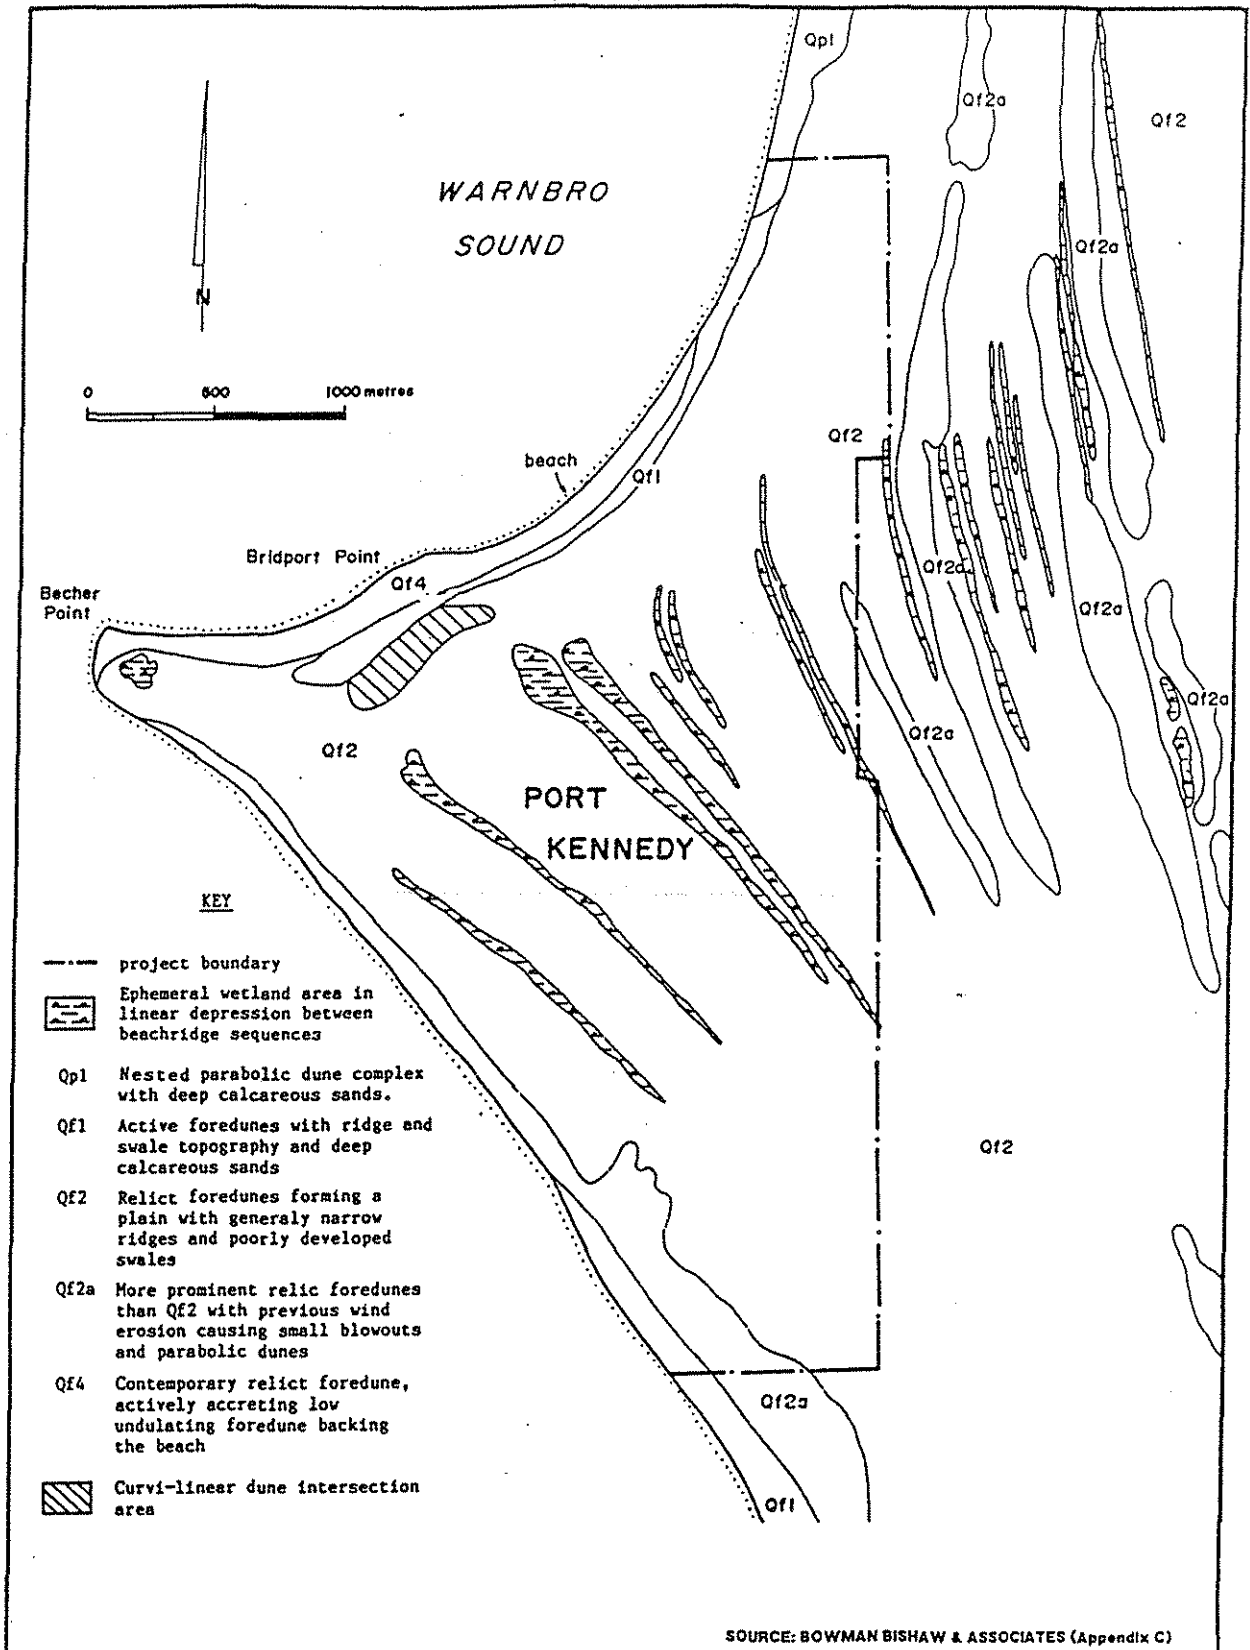 Qpl
Qf2a
Qf2
WARNBRO
SOUND
N
Qf2a
0 500 1000 metres
Qf2
beach
Qf1
Bridport Point
Qf4
Qf2a
Becher
Point
Qf2a
Qf2a
Qf2
Qf2a
PORT
KENNEDY
KEY
project boundary
Ephemeral wetland area in
linear depression between
beachridge sequences
Qpl Nested parabolic dune complex
with deep calcareous sands.
Qf1 Active foredunes with ridge and
swale topography and deep
calcareous sands
Qf2
Qf2 Relict foredunes forming a
plain with generaly narrow
ridges and poorly developed
swales
Qf2a More prominent relic foredunes
than Qf2 with previous wind
erosion causing small blowouts
and parabolic dunes
Qf4 Contemporary relict foredune,
actively accreting low
undulating foredune backing
the beach
Qf2a
Curvi-linear dune intersection
area
Qf1
SOURCE: BOWMAN BISHAW & ASSOCIATES (Appendix C)